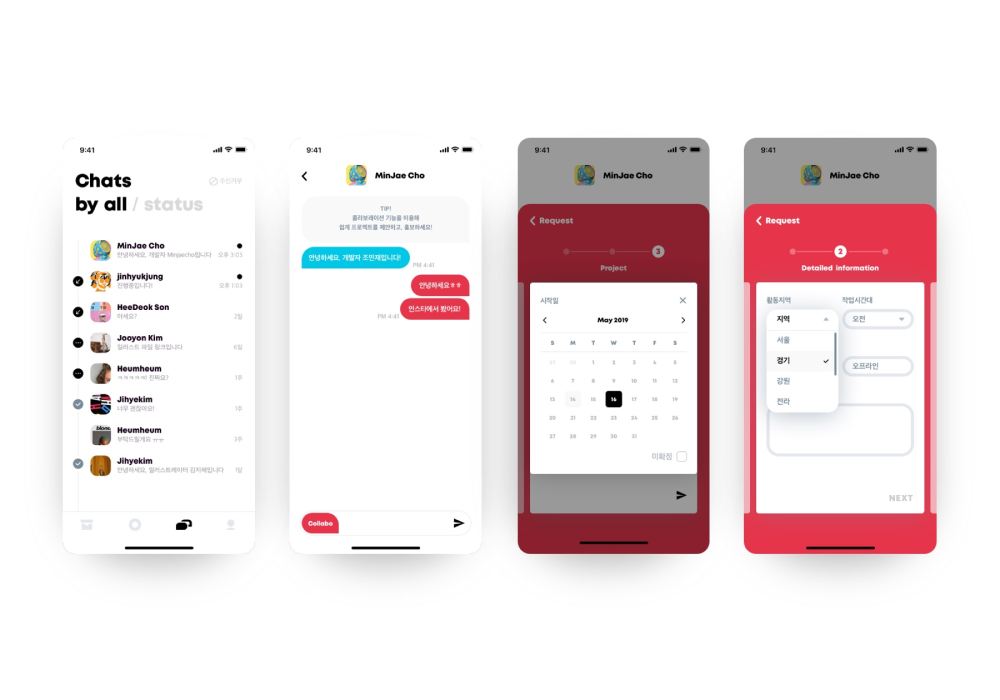 9:41
Chats
수신거부
by all / status
MinJae Cho
안녕하세요, 개발자 Minjaecho입니다 오후 3:03
jinhyukjung
진행중입니다! 오후 1:03
HeeDeok Son
어세요? 2일
Jooyon Kim
일러스트 파일 링크입니다 6일
Heumheum
ㅋㅋㅋㅋㅋ! 진짜요? 1주
Jihyekim
너무 괜찮아요! 1주
Heumheum
부탁드릴게요 ㅠㅠ 3주
Jihyekim
안녕하세요, 일러스트레이터 김지혜입니다 1달
9:41
MinJae Cho
TIP!
콜라보레이션 기능을 이용해
쉽게 프로젝트를 제안하고, 홍보하세요!
안녕하세요, 개발자 조민재입니다!
PM 4:41
안녕하세요ㅎㅎ
PM 4:41
인스타에서 봤어요!
Collabo
9:41
MinJae Cho
Request
3
Project
시작일
May 2019
S M T W T F S
1 2 3 4 5
6 7 8 9 10 11 12
13 14 15 16 17 18 19
20 21 22 23 24 25 26
27 28 29 30 31
미확정
9:41
MinJae Cho
Request
2
Detailed information
활동지역 작업시간대
지역 오전
서울
경기 오프라인
강원
전라
NEXT